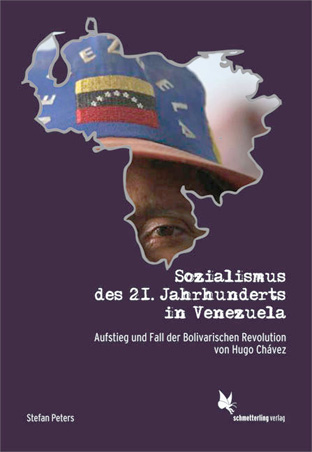 VENEZUELA
Sozialismus
des 21. Jahrhunderts
in Venezuela
Aufstieg und Fall der Bolivarischen Revolution
von Hugo Chávez
Stefan Peters
schmetterling verlag